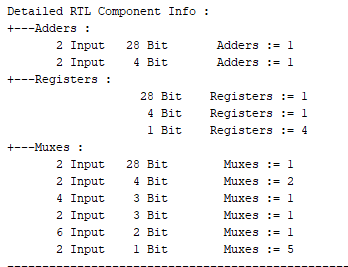 Detailed RTL Component Info :
+---Adders :
2 Input 28 Bit Adders := 1
2 Input 4 Bit Adders := 1
+---Registers :
28 Bit Registers := 1
4 Bit Registers := 1
1 Bit Registers := 4
+---Muxes :
2 Input 28 Bit Muxes := 1
2 Input 4 Bit Muxes := 2
4 Input 3 Bit Muxes := 1
2 Input 3 Bit Muxes := 1
6 Input 2 Bit Muxes := 1
2 Input 1 Bit Muxes := 5
---------------------------------------------------